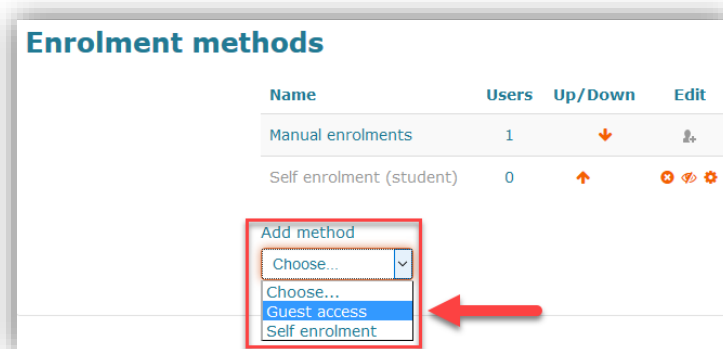 Enrolment methods
Name Users Up/Down Edit
Manual enrolments 1
Self enrolment (student) 0
Add method
Choose...
Choose...
Guest access
Self enrolment